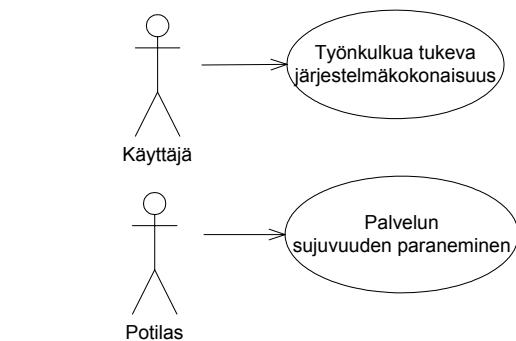 Työnkulkua tukeva
järjestelmäkokonaisuus
Käyttäjä
Palvelun
sujuvuuden paraneminen
Potilas